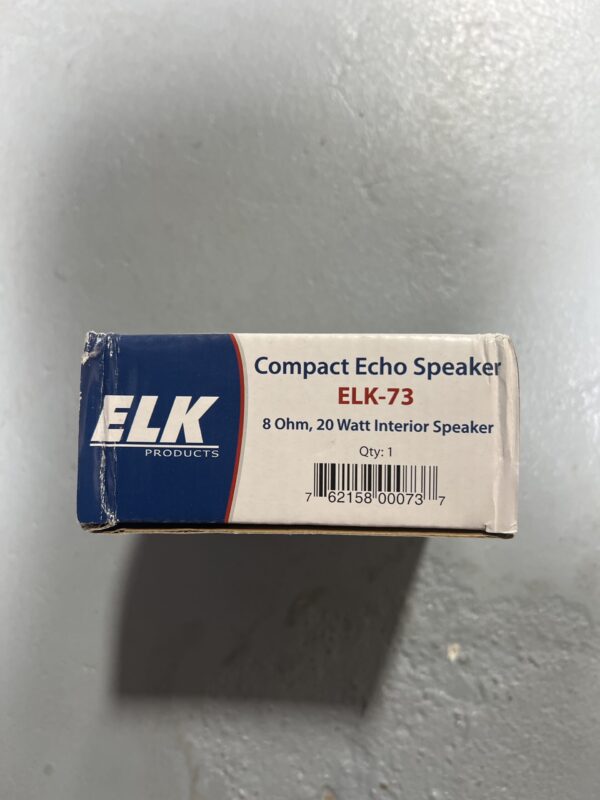 ELK
PRODUCTS
Compact Echo Speaker
ELK-73
8 Ohm, 20 Watt Interior Speaker
Qty: 1
7 62158 00073 7